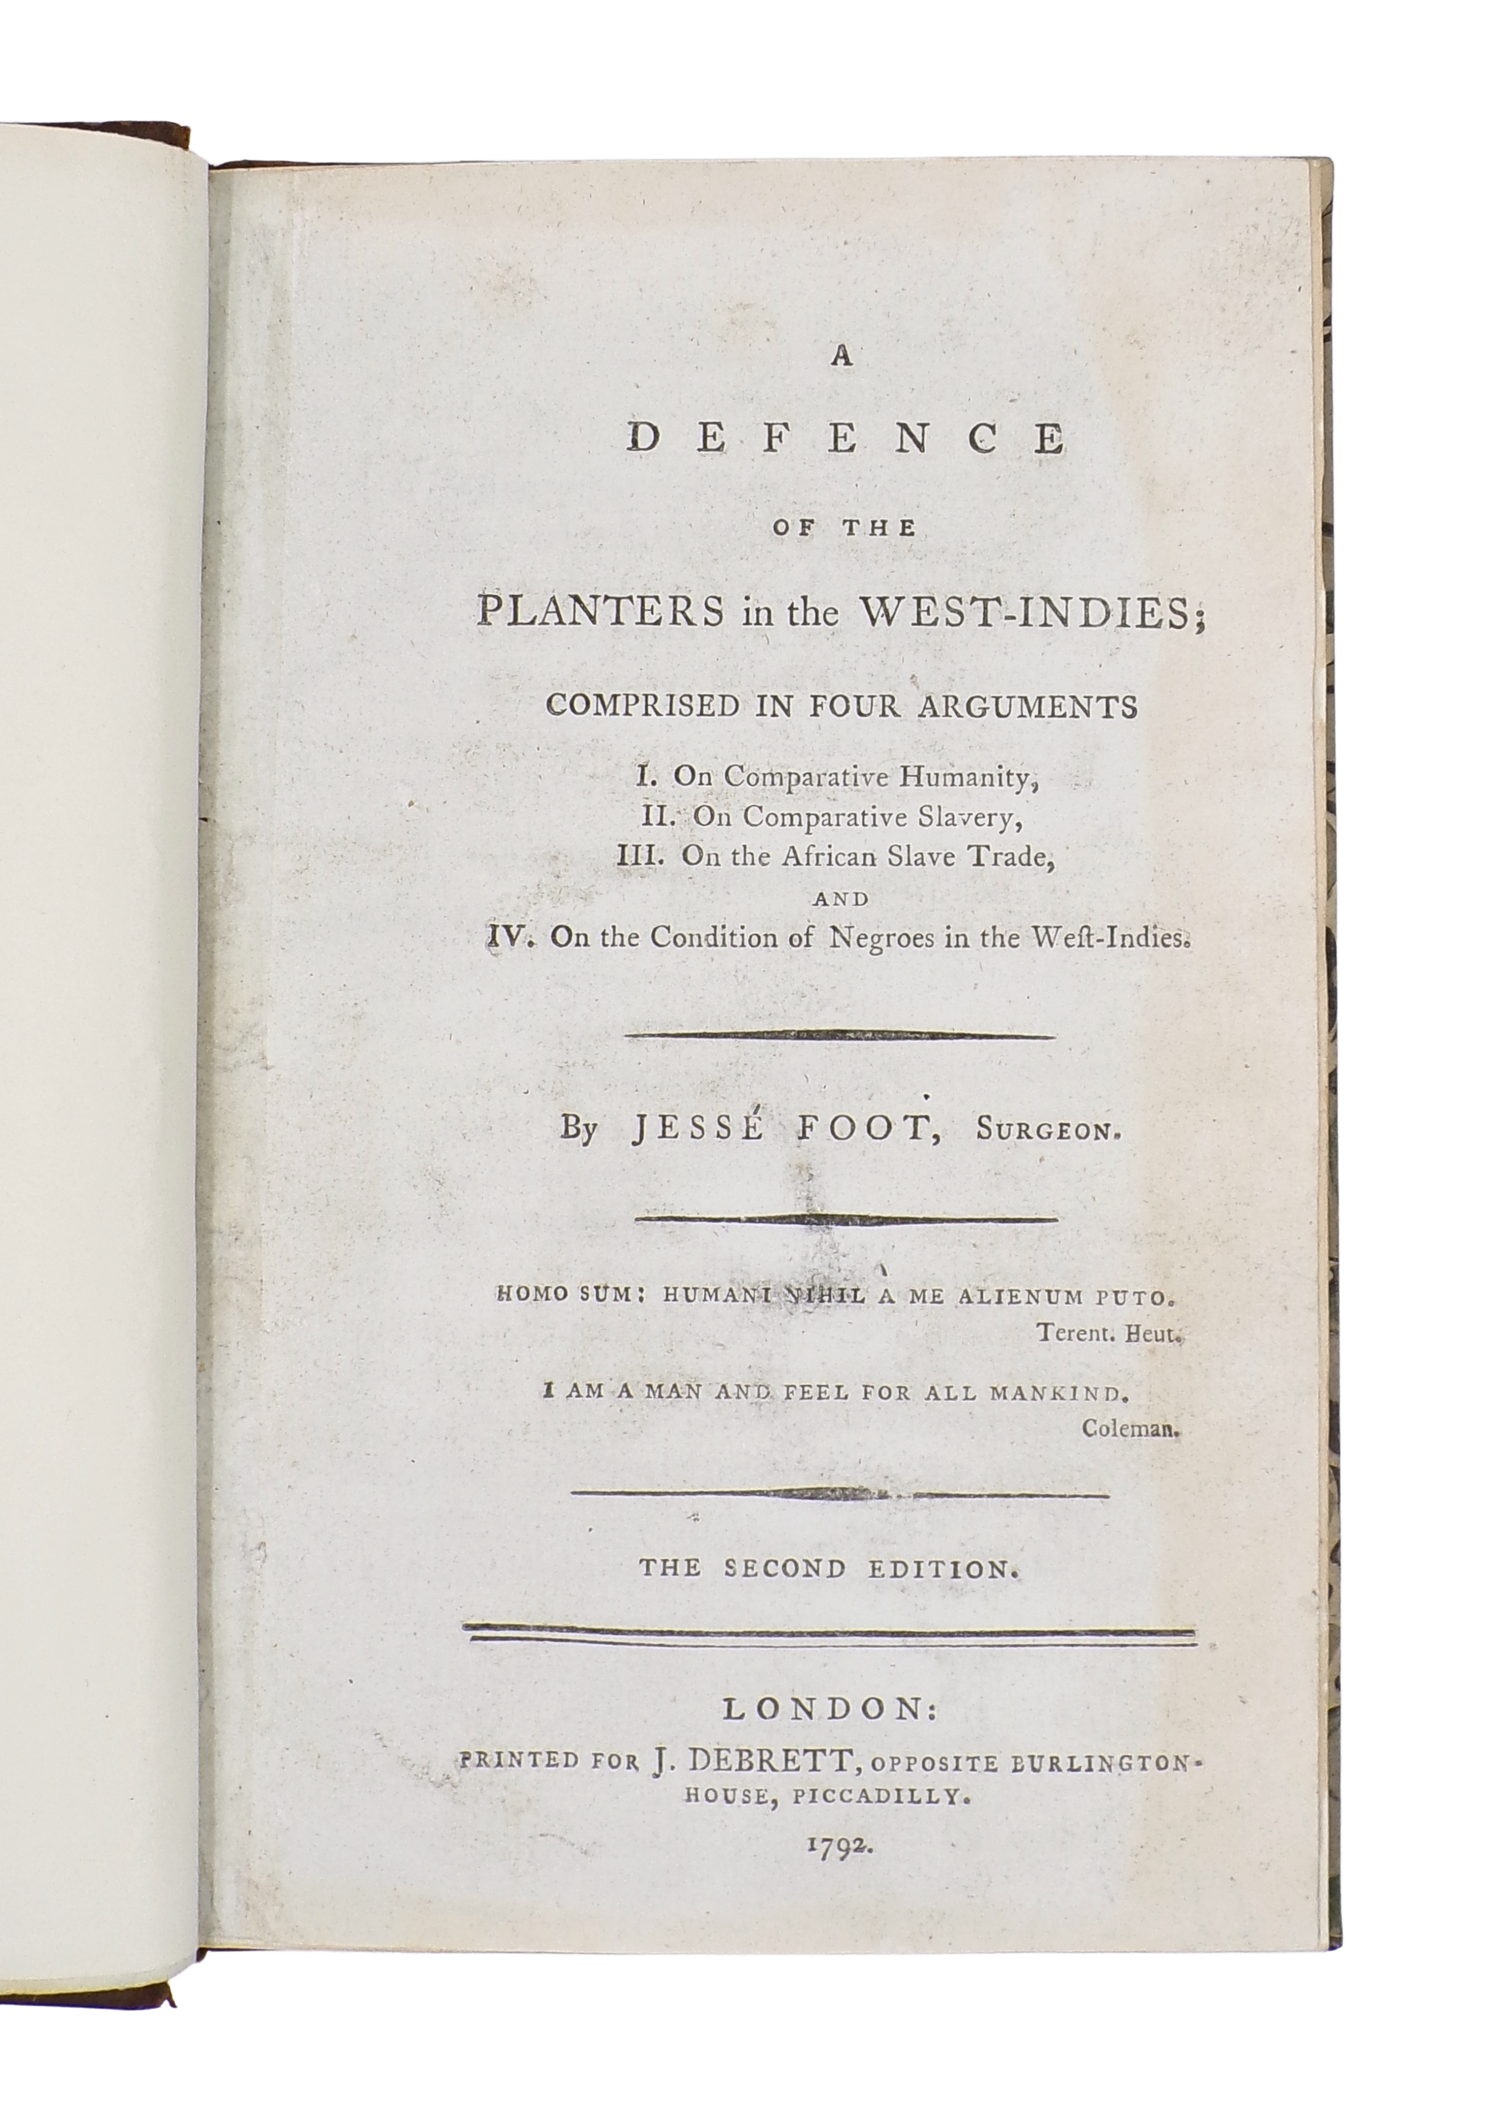 A
DEFENCE
OF THE
PLANTERS in the WEST-INDIES;
COMPRISED IN FOUR ARGUMENTS
I. On Comparative Humanity,
II. On Comparative Slavery,
III. On the African Slave Trade,
AND
IV. On the Condition of Negroes in the Weſt-Indies.
By JESSÉ FOOT, SURGEON.
HOMO SUM: HUMANI NIHIL À ME ALIENUM PUTO.
Terent. Heut.
I AM A MAN AND FEEL FOR ALL MANKIND.
Coleman.
THE SECOND EDITION.
LONDON:
PRINTED FOR J. DEBRETT, OPPOSITE BURLINGTON-
HOUSE, PICCADILLY.
1792.